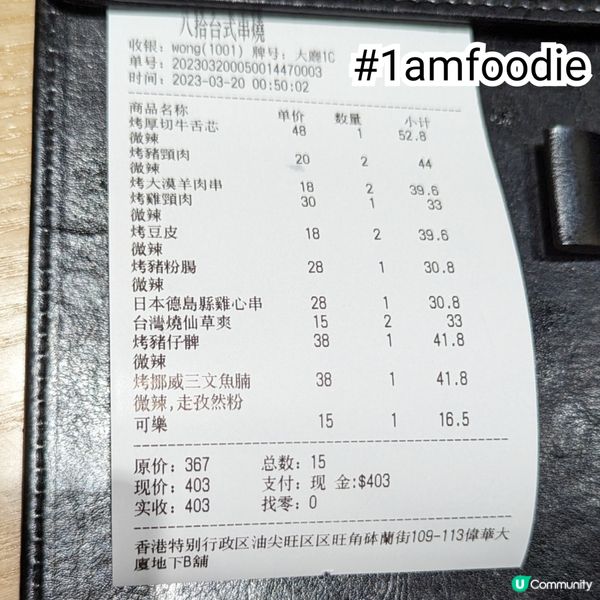 #1amfoodie
八拾台式串燒
收银: wong(1001) 牌号: 大廳1C
单号: 202303200050014470003
时间: 2023-03-20 00:50:02
商品名称 单价 数量 小计
烤厚切牛舌芯 48 1 52.8
微辣
烤豬頸肉 20 2 44
微辣
烤大漠羊肉串 18 2 39.6
烤雞頸肉 30 1 33
微辣
烤豆皮 18 2 39.6
微辣
烤豬粉腸 28 1 30.8
微辣
日本德島縣雞心串 28 1 30.8
台灣燒仙草爽 15 2 33
烤豬仔髀 38 1 41.8
微辣
烤挪威三文魚腩 38 1 41.8
微辣,走孜然粉
可樂 15 1 16.5
原价: 367 总数: 15
现价: 403 支付: 现 金:$403
实收: 403 找零: 0
香港特别行政区油尖旺区区旺角砵蘭街109-113偉華大
廈地下B舖
U Community